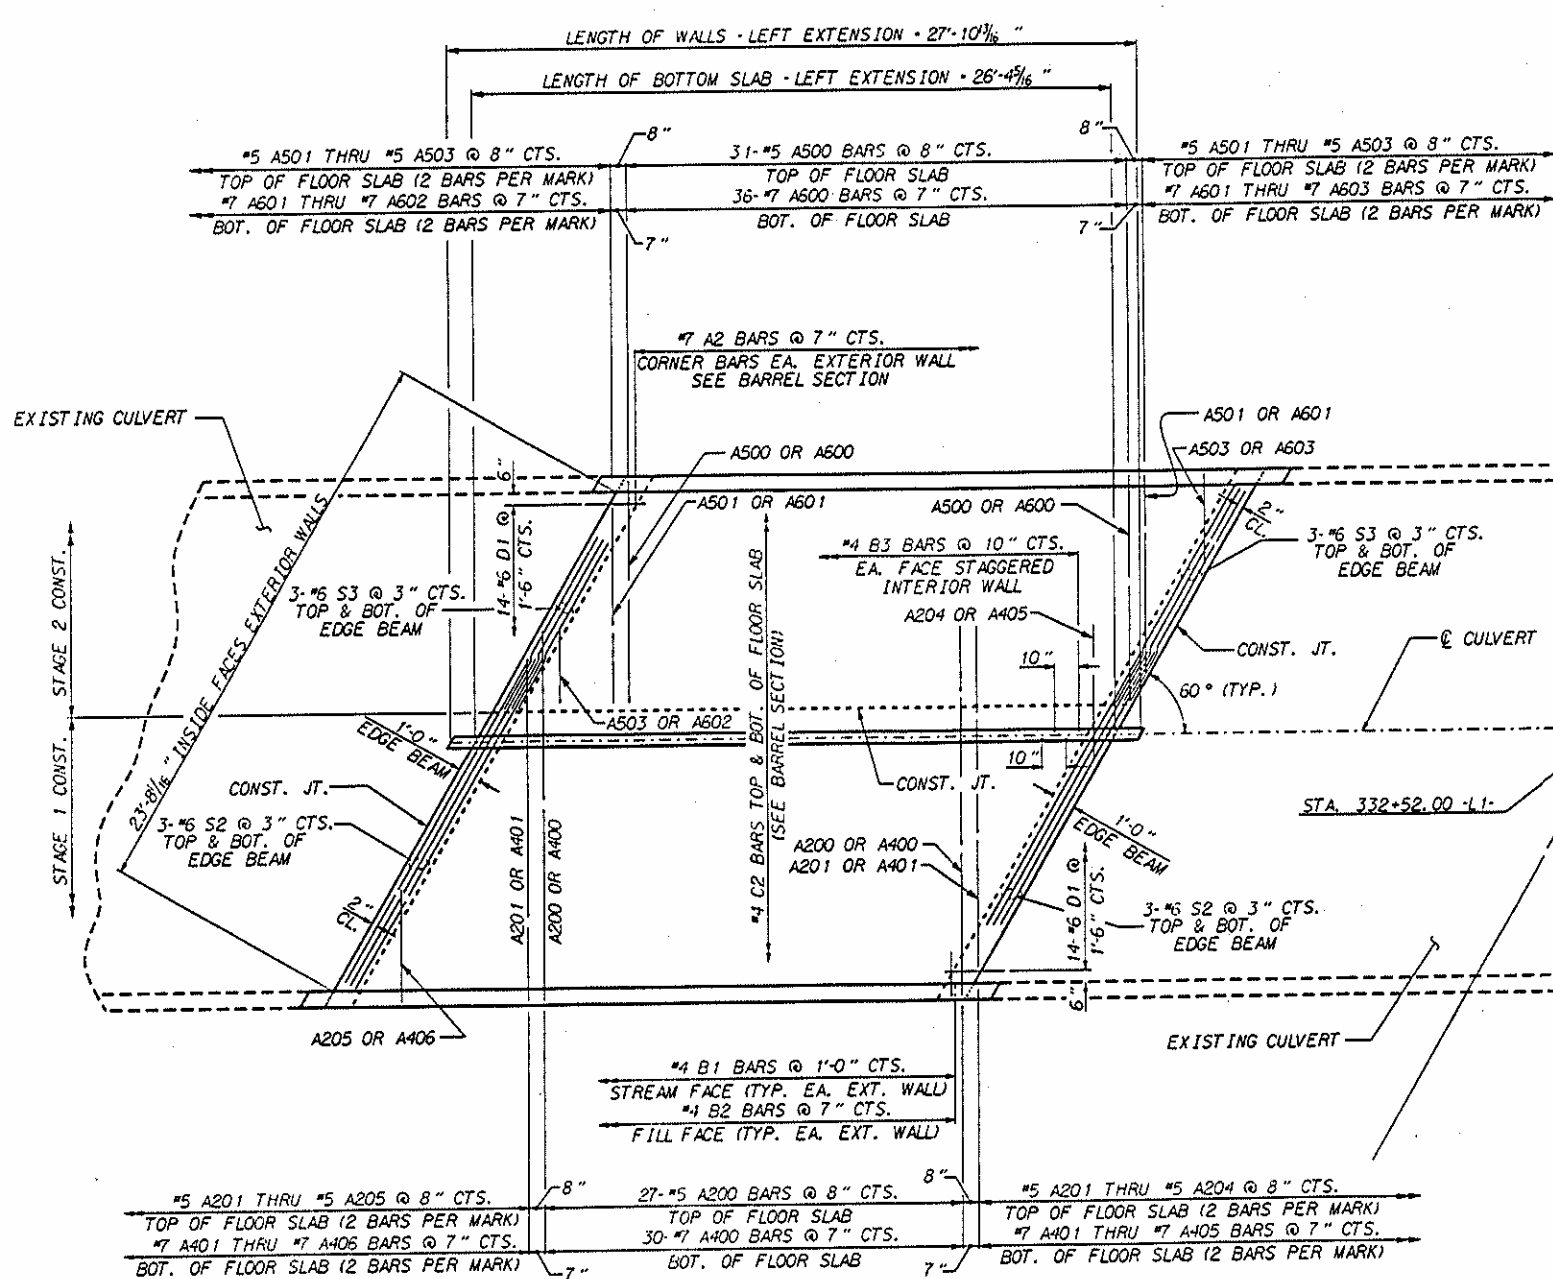 LENGTH OF WALLS - LEFT EXTENSION - 27'-10 13/16 "
LENGTH OF BOTTOM SLAB - LEFT EXTENSION - 26'-4 5/16 "
8"
8"
#5 A501 THRU #5 A503 @ 8" CTS.
TOP OF FLOOR SLAB (2 BARS PER MARK)
#7 A601 THRU #7 A602 BARS @ 7" CTS.
BOT. OF FLOOR SLAB (2 BARS PER MARK)
7"
31-#5 A500 BARS @ 8" CTS.
TOP OF FLOOR SLAB
36-#7 A600 BARS @ 7" CTS.
BOT. OF FLOOR SLAB
7"
#5 A501 THRU #5 A503 @ 8" CTS.
TOP OF FLOOR SLAB (2 BARS PER MARK)
#7 A601 THRU #7 A603 BARS @ 7" CTS.
BOT. OF FLOOR SLAB (2 BARS PER MARK)
#7 A2 BARS @ 7" CTS.
CORNER BARS EA. EXTERIOR WALL
SEE BARREL SECTION
EXISTING CULVERT
A501 OR A601
A503 OR A603
A500 OR A600
A501 OR A601
A500 OR A600
6"
14-#6 D1 @
1'-6" CTS.
2"
CL.
3-#6 S3 @ 3" CTS.
TOP & BOT. OF
EDGE BEAM
#4 B3 BARS @ 10" CTS.
EA. FACE STAGGERED
INTERIOR WALL
A204 OR A405
3-#6 S3 @ 3" CTS.
TOP & BOT. OF
EDGE BEAM
STAGE 2 CONST.
STAGE 1 CONST.
23'-8 11/16 " INSIDE FACES EXTERIOR WALLS
#4 C2 BARS TOP & BOT. OF FLOOR SLAB
(SEE BARREL SECTION)
10"
CONST. JT.
℄ CULVERT
60° (TYP.)
A503 OR A602
1'-0"
EDGE BEAM
10"
CONST. JT.
CONST. JT.
STA. 332+52.00 -L1-
3-#6 S2 @ 3" CTS.
TOP & BOT. OF
EDGE BEAM
A201 OR A401
A200 OR A400
A200 OR A400
A201 OR A401
1'-0"
EDGE BEAM
14-#6 D1 @
1'-6" CTS.
2"
CL.
3-#6 S2 @ 3" CTS.
TOP & BOT. OF
EDGE BEAM
6"
A205 OR A406
EXISTING CULVERT
#4 B1 BARS @ 1'-0" CTS.
STREAM FACE (TYP. EA. EXT. WALL)
#4 B2 BARS @ 7" CTS.
FILL FACE (TYP. EA. EXT. WALL)
8"
8"
#5 A201 THRU #5 A205 @ 8" CTS.
TOP OF FLOOR SLAB (2 BARS PER MARK)
#7 A401 THRU #7 A406 BARS @ 7" CTS.
BOT. OF FLOOR SLAB (2 BARS PER MARK)
7"
27-#5 A200 BARS @ 8" CTS.
TOP OF FLOOR SLAB
30-#7 A400 BARS @ 7" CTS.
BOT. OF FLOOR SLAB
7"
#5 A201 THRU #5 A204 @ 8" CTS.
TOP OF FLOOR SLAB (2 BARS PER MARK)
#7 A401 THRU #7 A405 BARS @ 7" CTS.
BOT. OF FLOOR SLAB (2 BARS PER MARK)